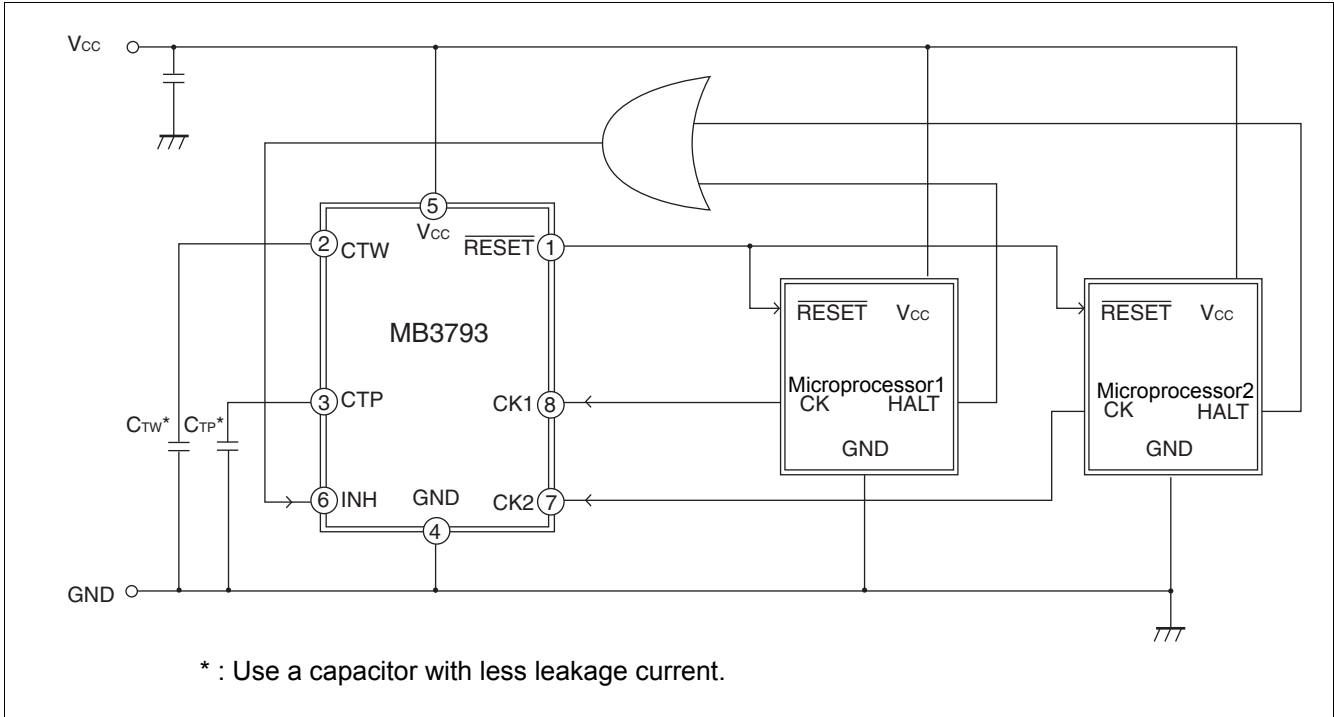 VCC
5
VCC
2
CTW
RESET
1
RESET
VCC
RESET
VCC
MB3793
3
CTP
CK1
8
Microprocessor1
CK
HALT
Microprocessor2
CK
HALT
CTW*
CTP*
GND
GND
6
INH
GND
CK2
7
4
GND
* : Use a capacitor with less leakage current.